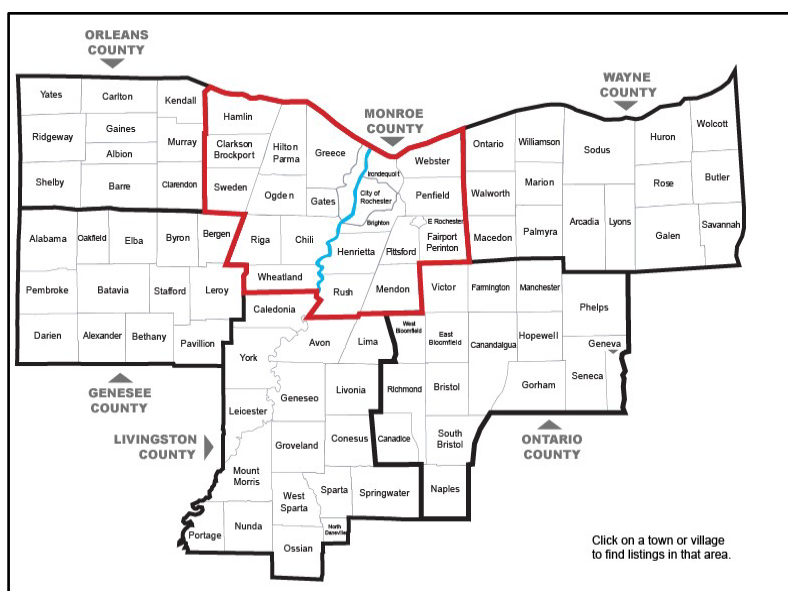 ORLEANS
COUNTY
WAYNE
COUNTY
MONROE
COUNTY
Yates
Carlton
Kendall
Ridgeway
Gaines
Albion
Murray
Shelby
Barre
Clarendon
Hamlin
Clarkson
Brockport
Hilton
Parma
Greece
Sweden
Ogden
Gates
Irondequoit
City of
Rochester
Brighton
Webster
Penfield
E Rochester
Fairport
Perinton
Pittsford
Henrietta
Riga
Chili
Wheatland
Rush
Mendon
Ontario
Williamson
Sodus
Huron
Wolcott
Walworth
Marion
Rose
Butler
Macedon
Palmyra
Arcadia
Lyons
Galen
Savannah
Alabama
Oakfield
Elba
Byron
Bergen
Pembroke
Batavia
Stafford
Leroy
Darien
Alexander
Bethany
Pavillion
GENESEE
COUNTY
Caledonia
Avon
Lima
York
Geneseo
Livonia
Leicester
Groveland
Conesus
LIVINGSTON
COUNTY
Mount
Morris
West
Sparta
Sparta
Springwater
Portage
Nunda
North
Dansville
Ossian
Victor
Farmington
Manchester
Phelps
West
Bloomfield
East
Bloomfield
Canandaigua
Hopewell
Geneva
Seneca
Richmond
Bristol
Gorham
Canadice
South
Bristol
Naples
ONTARIO
COUNTY
Click on a town or village
to find listings in that area.